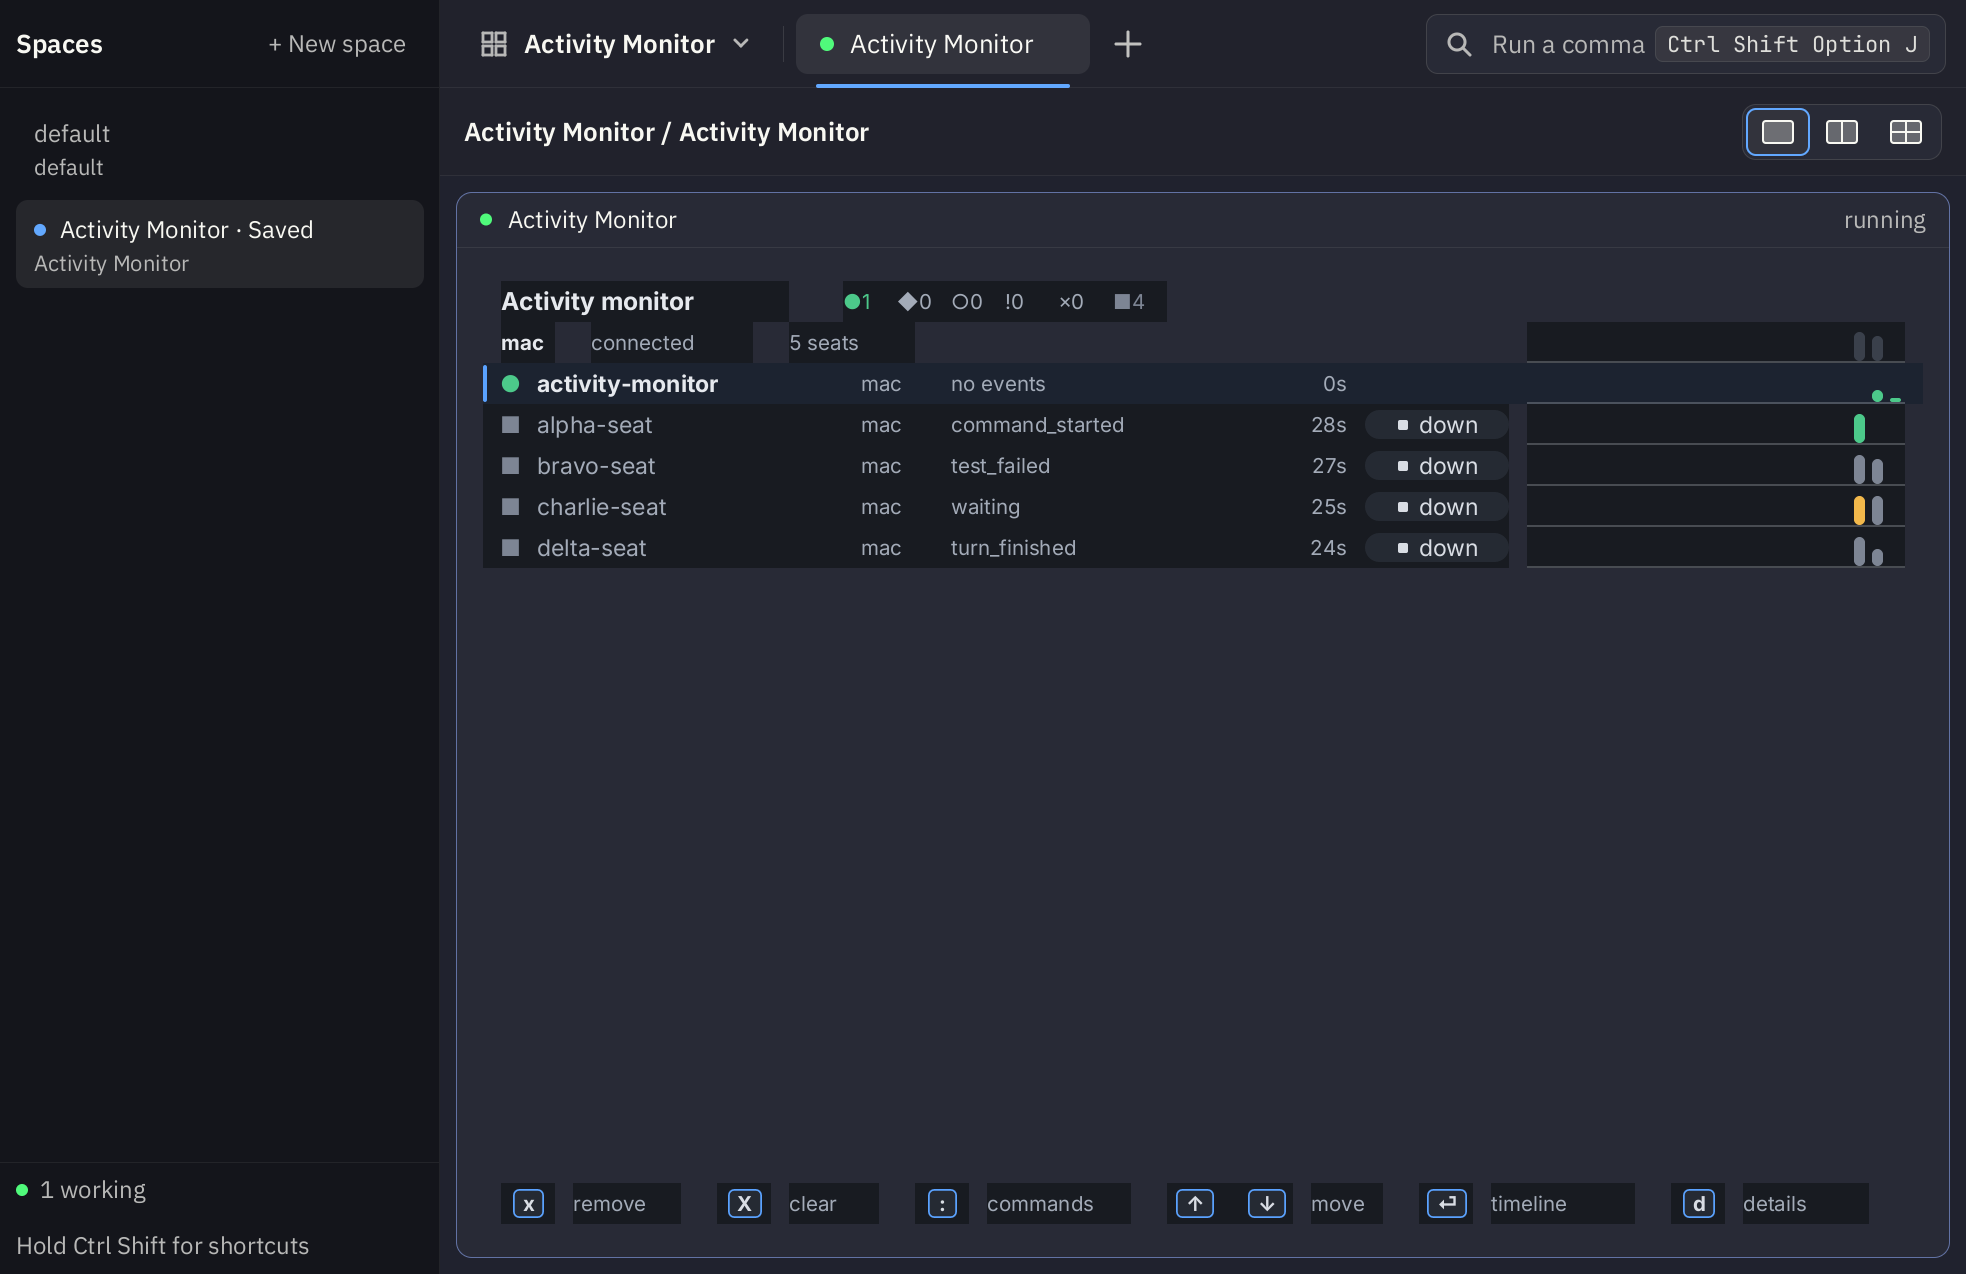 Spaces
+ New space
default
default
Activity Monitor · Saved
Activity Monitor
1 working
Hold Ctrl Shift for shortcuts
Activity Monitor
Activity Monitor
Run a comma
Ctrl Shift Option J
Activity Monitor / Activity Monitor
Activity Monitor
running
Activity monitor
1 0 0 !0 ×0 4
mac connected 5 seats
activity-monitor mac no events 0s
alpha-seat mac command_started 28s down
bravo-seat mac test_failed 27s down
charlie-seat mac waiting 25s down
delta-seat mac turn_finished 24s down
x remove X clear : commands ↑ ↓ move ↵ timeline d details